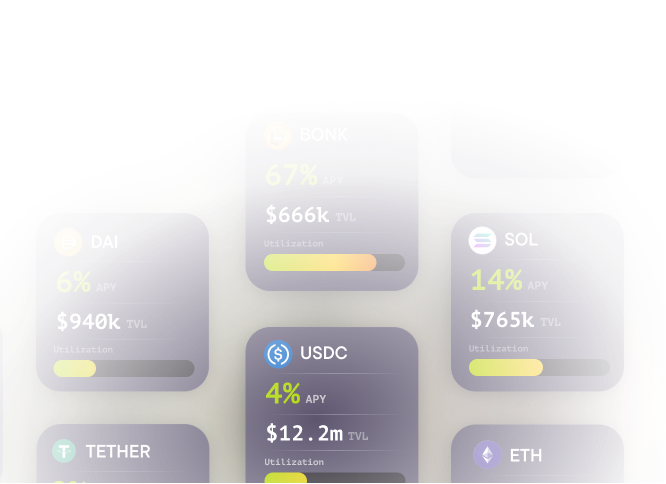 BONK
67% APY
$666k TVL
Utilization
DAI
6% APY
$940k TVL
Utilization
SOL
14% APY
$765k TVL
Utilization
USDC
4% APY
$12.2m TVL
Utilization
TETHER
ETH